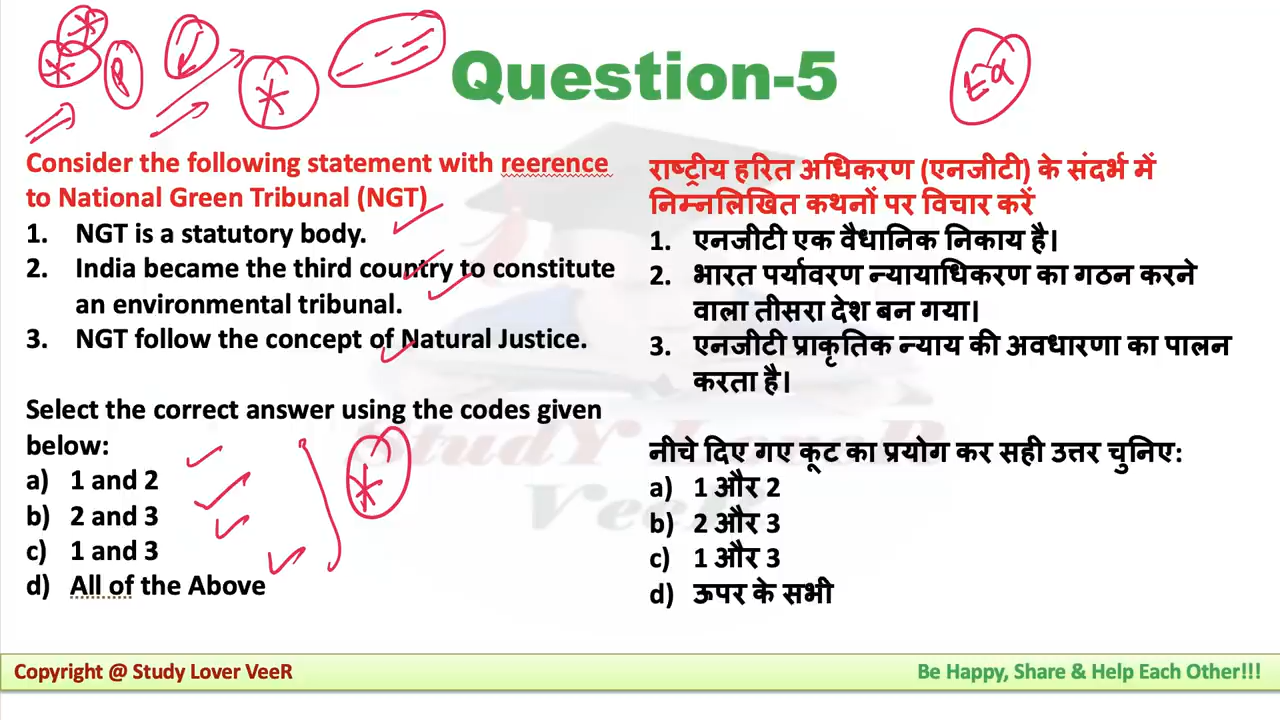 Question-5
Ex
Consider the following statement with reerence
to National Green Tribunal (NGT)
1. NGT is a statutory body.
2. India became the third country to constitute
an environmental tribunal.
3. NGT follow the concept of Natural Justice.
Select the correct answer using the codes given
below:
a) 1 and 2
b) 2 and 3
c) 1 and 3
d) All of the Above
राष्ट्रीय हरित अधिकरण (एनजीटी) के संदर्भ में
निम्नलिखित कथनों पर विचार करें
1. एनजीटी एक वैधानिक निकाय है।
2. भारत पर्यावरण न्यायाधिकरण का गठन करने
वाला तीसरा देश बन गया।
3. एनजीटी प्राकृतिक न्याय की अवधारणा का पालन
करता है।
नीचे दिए गए कूट का प्रयोग कर सही उत्तर चुनिए:
a) 1 और 2
b) 2 और 3
c) 1 और 3
d) ऊपर के सभी
StudY LoveR
VeeR
Copyright @ Study Lover VeeR
Be Happy, Share & Help Each Other!!!